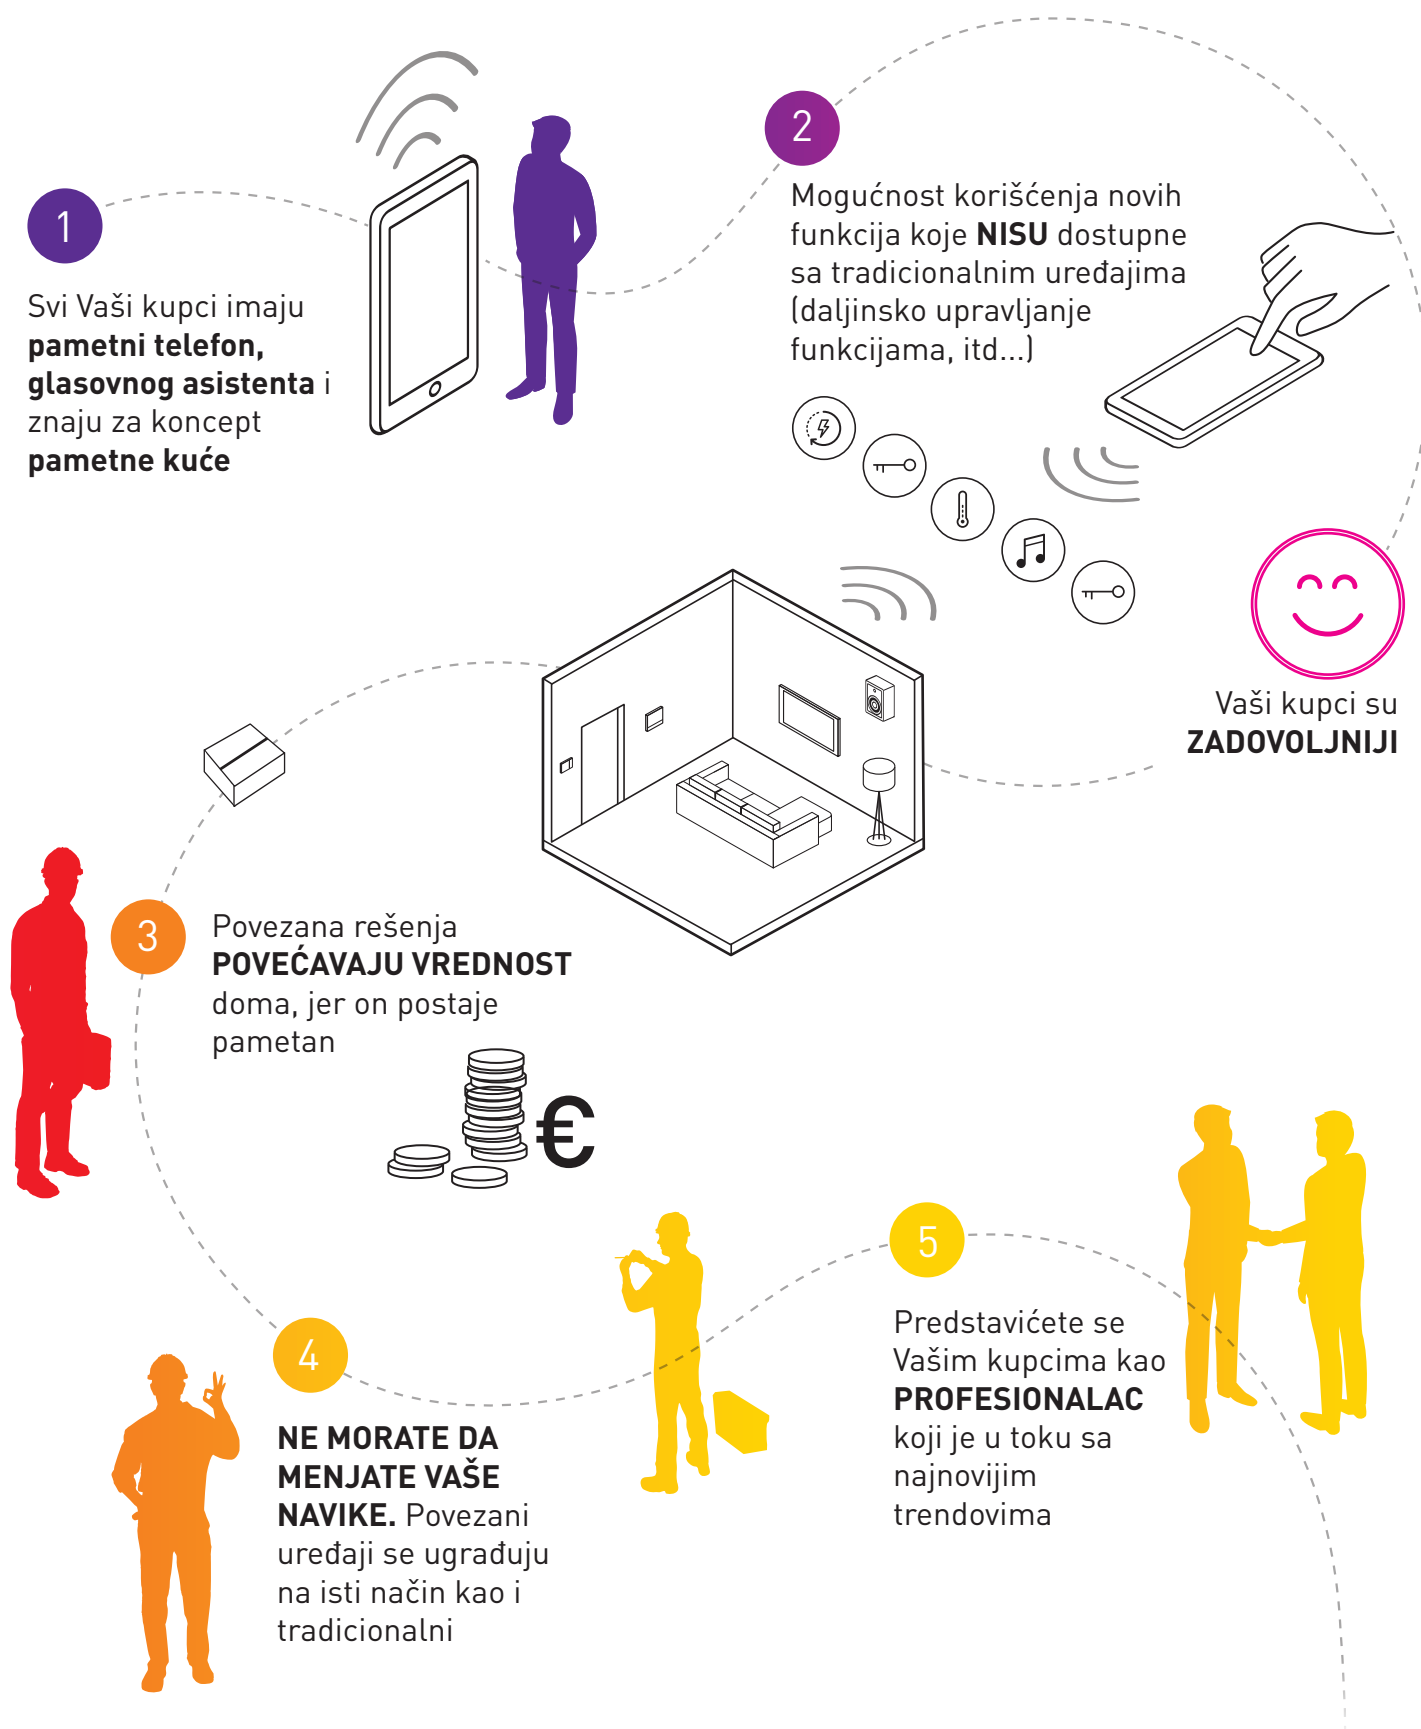 1
Svi Vaši kupci imaju
pametni telefon,
glasovnog asistenta i
znaju za koncept
pametne kuće
2
Mogućnost korišćenja novih
funkcija koje NISU dostupne
sa tradicionalnim uređajima
(daljinsko upravljanje
funkcijama, itd...)
Vaši kupci su
ZADOVOLJNIJI
3
Povezana rešenja
POVEĆAVAJU VREDNOST
doma, jer on postaje
pametan
€
4
NE MORATE DA
MENJATE VAŠE
NAVIKE. Povezani
uređaji se ugrađuju
na isti način kao i
tradicionalni
5
Predstavićete se
Vašim kupcima kao
PROFESIONALAC
koji je u toku sa
najnovijim
trendovima